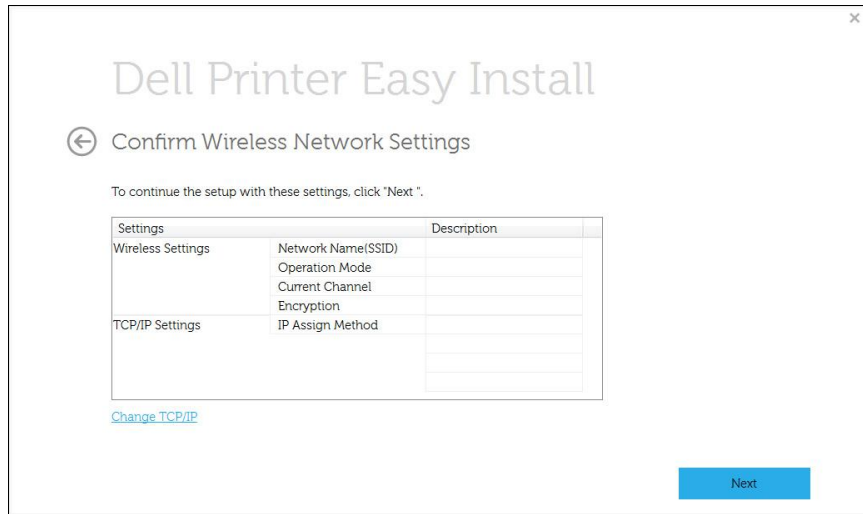 Dell Printer Easy Install
Confirm Wireless Network Settings
To continue the setup with these settings, click "Next ".
Settings Description
Wireless Settings Network Name(SSID)
Operation Mode
Current Channel
Encryption
TCP/IP Settings IP Assign Method
Change TCP/IP
Next